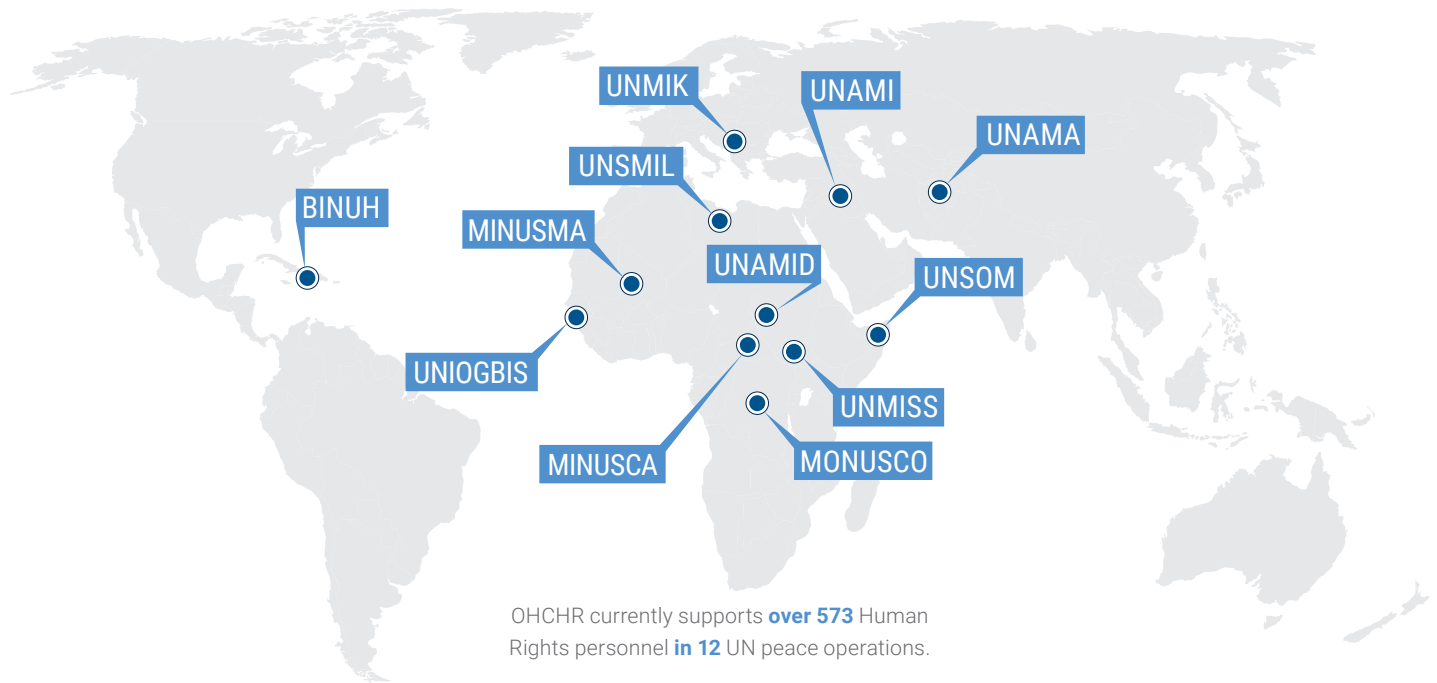 UNMIK
UNAMI
UNAMA
UNSMIL
BINUH
MINUSMA
UNAMID
UNSOM
UNIOGBIS
UNMISS
MINUSCA
MONUSCO
OHCHR currently supports over 573 Human
Rights personnel in 12 UN peace operations.